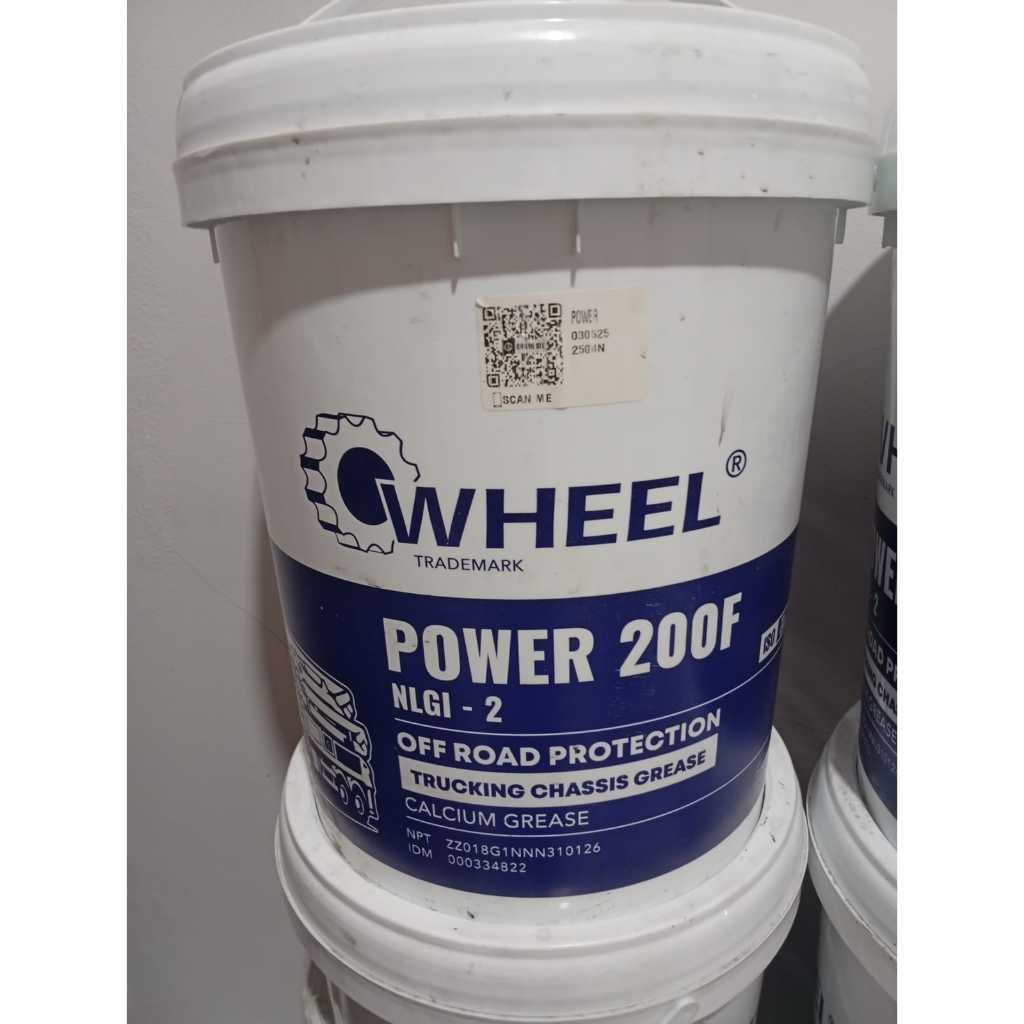 POWER
030525
2504N
SCAN ME
WHEEL®
TRADEMARK
POWER 200F
NLGI - 2
ISO
OFF ROAD PROTECTION
TRUCKING CHASSIS GREASE
CALCIUM GREASE
NPT ZZ018G1NNN310126
IDM 000334822